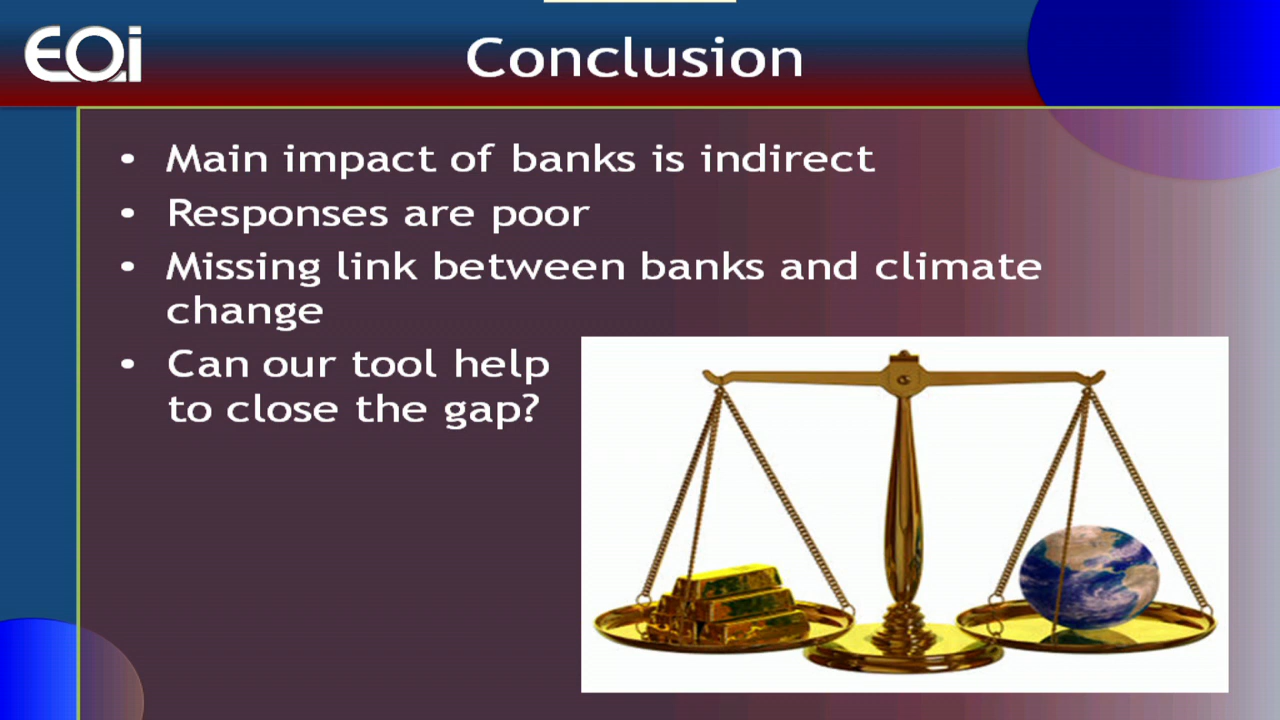 EQi
Conclusion
• Main impact of banks is indirect
• Responses are poor
• Missing link between banks and climate
change
• Can our tool help
to close the gap?